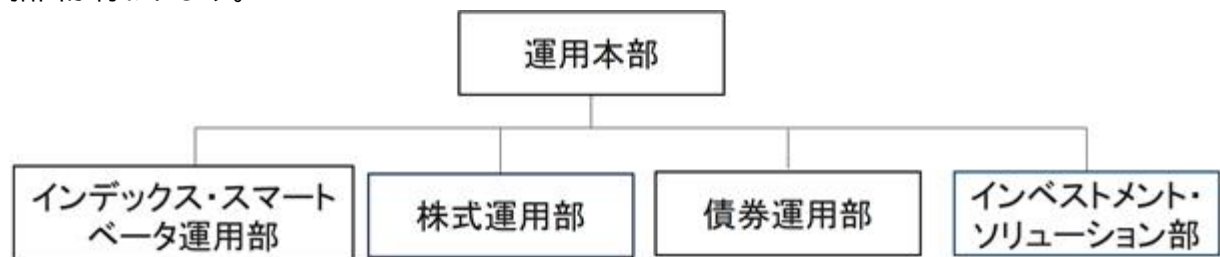 運用本部
インデックス・スマート
ベータ運用部
株式運用部
債券運用部
インベストメント・
ソリューション部